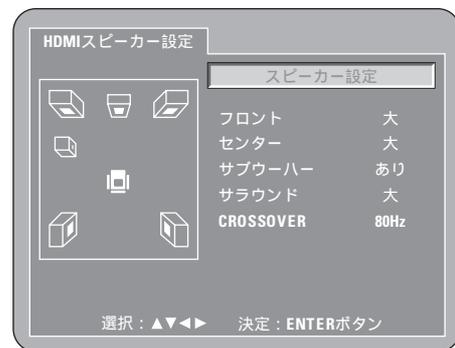 HDMIスピーカー設定
スピーカー設定
フロント 大
センター 大
サブウーハー あり
サラウンド 大
CROSSOVER 80Hz
選択：▲▼◀▶ 決定：ENTERボタン